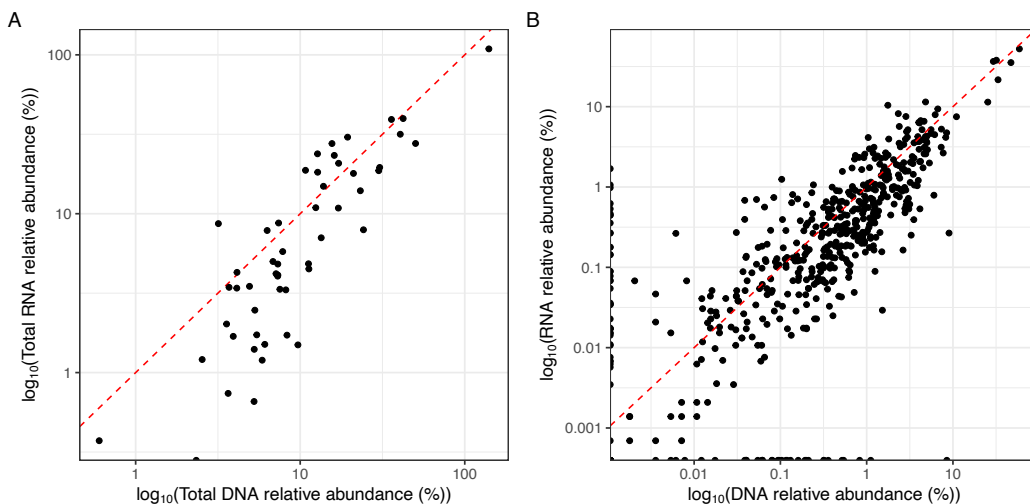 A
B
100
10
1
1
10
100
log10(Total RNA relative abundance (%))
log10(Total DNA relative abundance (%))
10
1
0.1
0.01
0.001
0.01
0.1
1
10
log10(RNA relative abundance (%))
log10(DNA relative abundance (%))